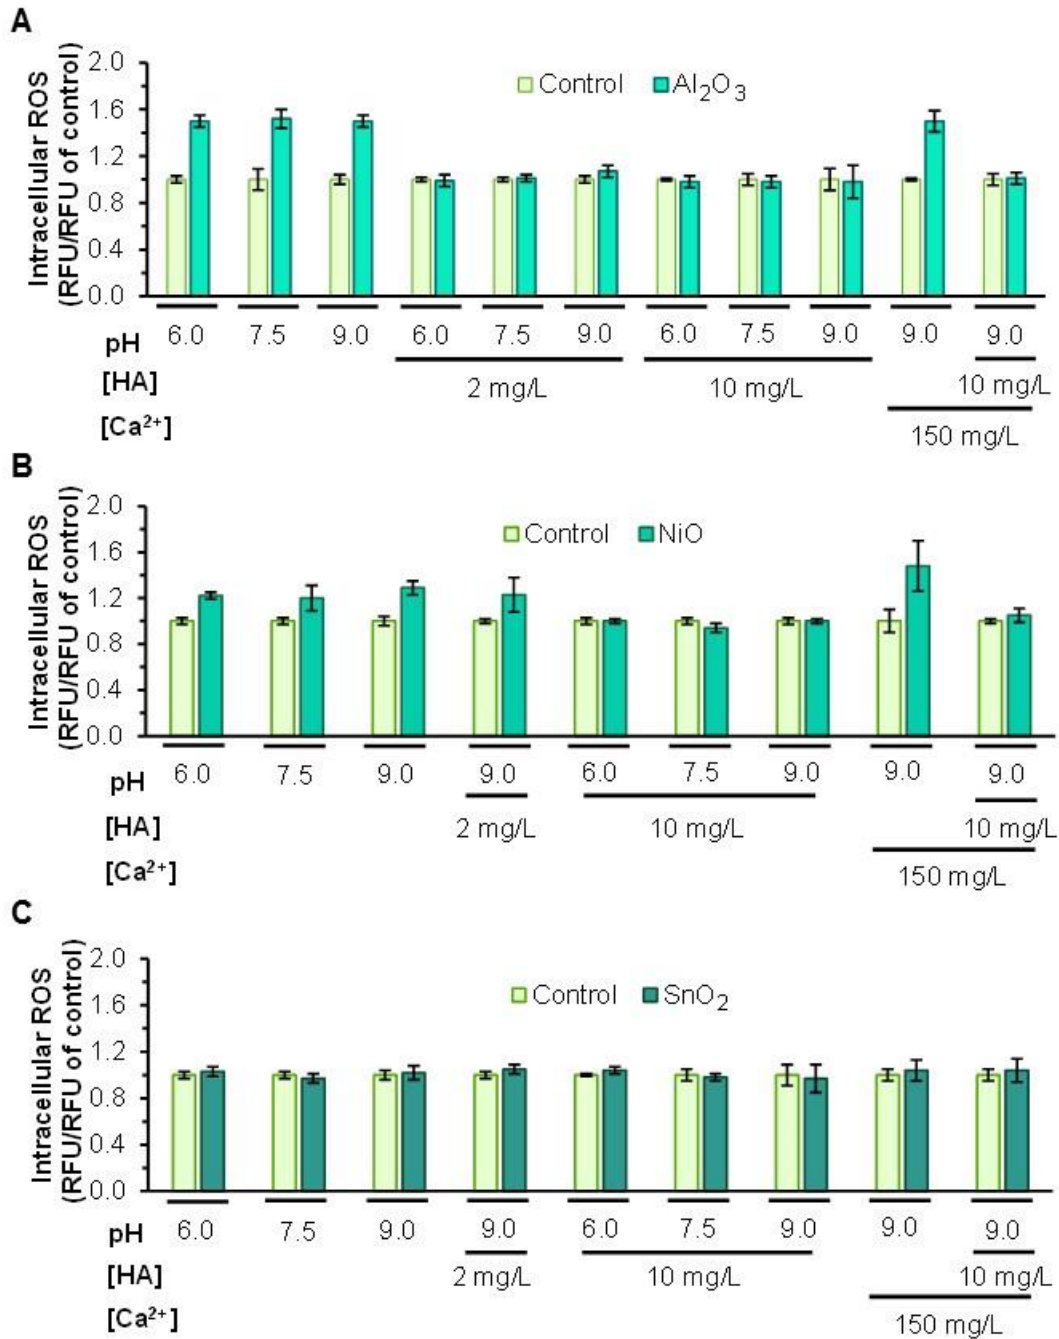 A
Intracellular ROS
(RFU/RFU of control)
2.0
1.6
1.2
0.8
0.4
0.0
Control Al₂O₃
pH 6.0 7.5 9.0 6.0 7.5 9.0 6.0 7.5 9.0 9.0 9.0
[HA] 2 mg/L 10 mg/L 10 mg/L
[Ca²⁺] 150 mg/L
B
Intracellular ROS
(RFU/RFU of control)
2.0
1.6
1.2
0.8
0.4
0.0
Control NiO
pH 6.0 7.5 9.0 9.0 6.0 7.5 9.0 9.0 9.0
[HA] 2 mg/L 10 mg/L 10 mg/L
[Ca²⁺] 150 mg/L
C
Intracellular ROS
(RFU/RFU of control)
2.0
1.6
1.2
0.8
0.4
0.0
Control SnO₂
pH 6.0 7.5 9.0 9.0 6.0 7.5 9.0 9.0 9.0
[HA] 2 mg/L 10 mg/L 10 mg/L
[Ca²⁺] 150 mg/L